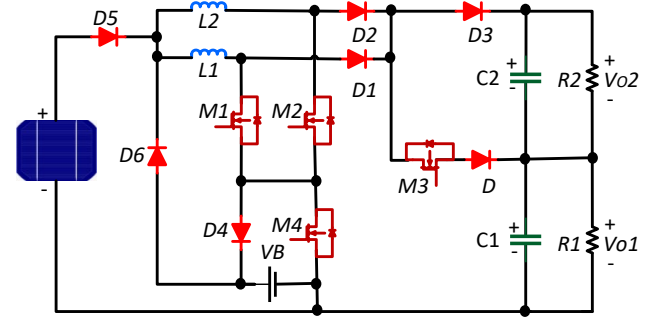 L2
D5
D2
D3
L1
D1
+
C2
-
R2
+
Vo2
-
M1
M2
+
-
D6
M3
D
D4
M4
VB
C1
+
-
R1
+
Vo1
-